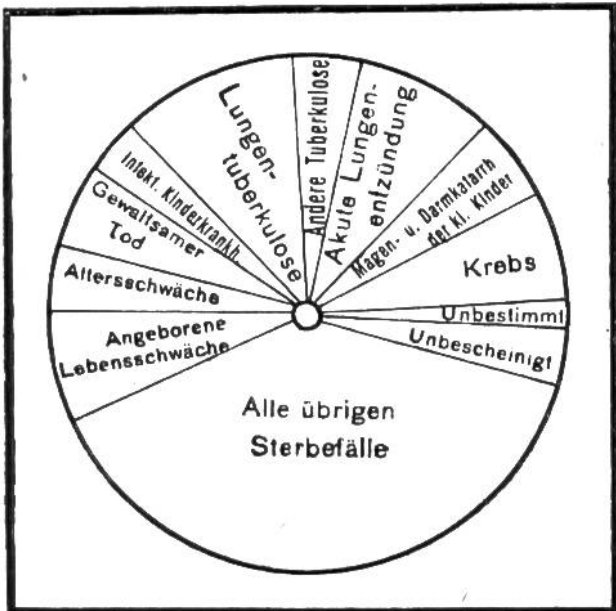 Lungen-
tuberkulose
Andere Tuberkulose
Akute Lungen-
entzündung
Magen- u. Darmkatarrh
der kl. Kinder
Krebs
Unbestimmt
Unbescheinigt
Alle übrigen
Sterbefälle
Angeborene
Lebensschwäche
Altersschwäche
Gewaltsamer
Tod
Infekt. Kinderkrankh.